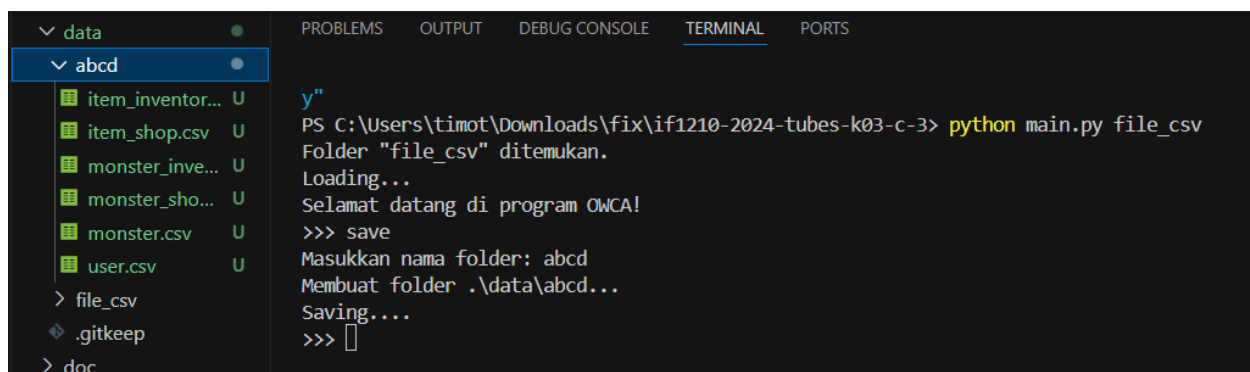 data
abcd
item_inventor... U
item_shop.csv U
monster_inve... U
monster_sho... U
monster.csv U
user.csv U
file_csv
.gitkeep
doc
PROBLEMS OUTPUT DEBUG CONSOLE TERMINAL PORTS
y"
PS C:\Users\timot\Downloads\fix\if1210-2024-tubes-k03-c-3> python main.py file_csv
Folder "file_csv" ditemukan.
Loading...
Selamat datang di program OWCA!
>>> save
Masukkan nama folder: abcd
Membuat folder .\data\abcd...
Saving....
>>>